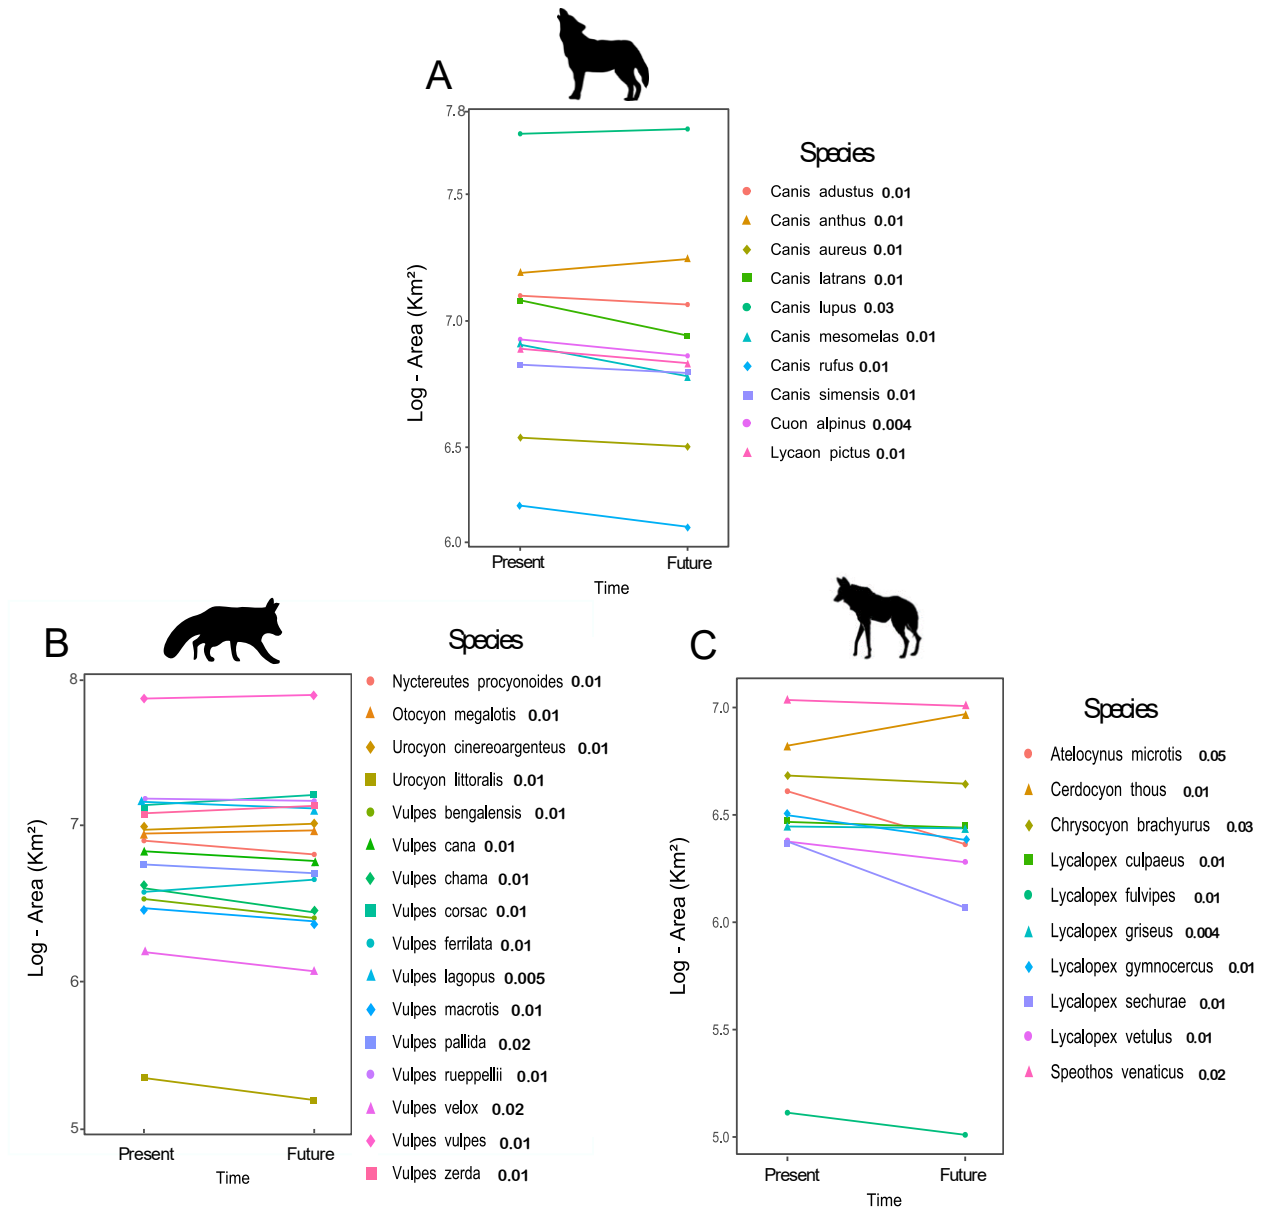 A
7.8
7.5
7.0
6.5
6.0
Log - Area (Km²)
Present
Future
Time
Species
Canis adustus 0.01
Canis anthus 0.01
Canis aureus 0.01
Canis latrans 0.01
Canis lupus 0.03
Canis mesomelas 0.01
Canis rufus 0.01
Canis simensis 0.01
Cuon alpinus 0.004
Lycaon pictus 0.01
B
8
7
6
5
Log - Area (Km²)
Present
Future
Time
Species
Nyctereutes procyonoides 0.01
Otocyon megalotis 0.01
Urocyon cinereoargenteus 0.01
Urocyon littoralis 0.01
Vulpes bengalensis 0.01
Vulpes cana 0.01
Vulpes chama 0.01
Vulpes corsac 0.01
Vulpes ferrilata 0.01
Vulpes lagopus 0.005
Vulpes macrotis 0.01
Vulpes pallida 0.02
Vulpes rueppellii 0.01
Vulpes velox 0.02
Vulpes vulpes 0.01
Vulpes zerda 0.01
C
7.0
6.5
6.0
5.5
5.0
Log - Area (Km²)
Present
Future
Time
Species
Atelocynus microtis 0.05
Cerdocyon thous 0.01
Chrysocyon brachyurus 0.03
Lycalopex culpaeus 0.01
Lycalopex fulvipes 0.01
Lycalopex griseus 0.004
Lycalopex gymnocercus 0.01
Lycalopex sechurae 0.01
Lycalopex vetulus 0.01
Speothos venaticus 0.02